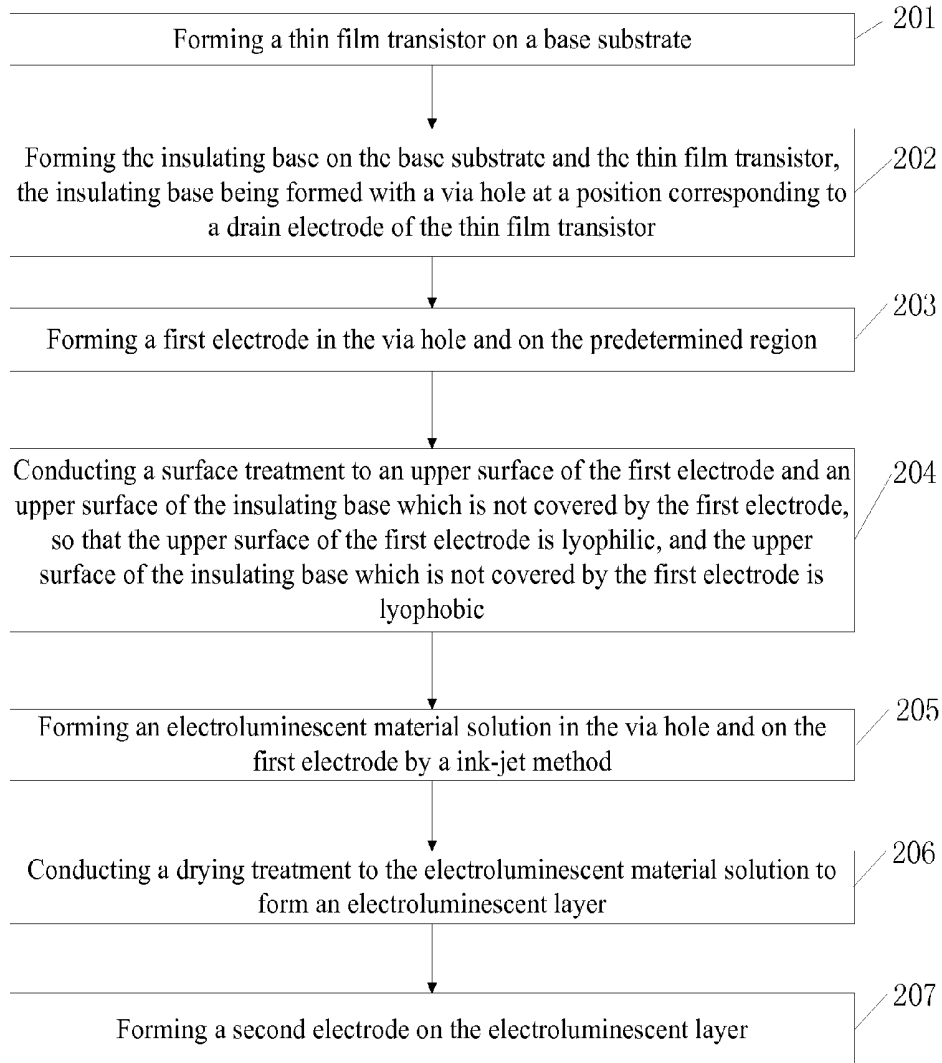 201
Forming a thin film transistor on a base substrate
202
Forming the insulating base on the base substrate and the thin film transistor,
the insulating base being formed with a via hole at a position corresponding to
a drain electrode of the thin film transistor
203
Forming a first electrode in the via hole and on the predetermined region
204
Conducting a surface treatment to an upper surface of the first electrode and an
upper surface of the insulating base which is not covered by the first electrode,
so that the upper surface of the first electrode is lyophilic, and the upper
surface of the insulating base which is not covered by the first electrode is
lyophobic
205
Forming an electroluminescent material solution in the via hole and on the
first electrode by a ink-jet method
206
Conducting a drying treatment to the electroluminescent material solution to
form an electroluminescent layer
207
Forming a second electrode on the electroluminescent layer